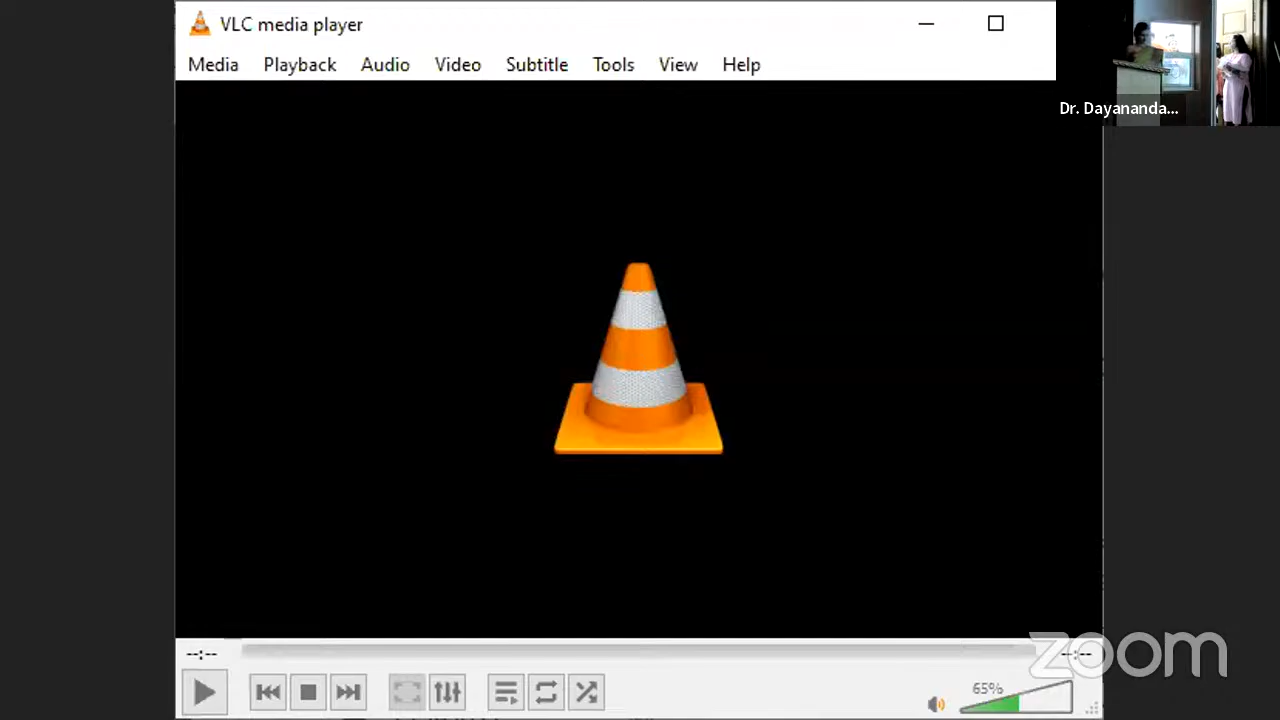 VLC media player
Media Playback Audio Video Subtitle Tools View Help
Dr. Dayananda...
--:-- --:--
65%
zoom